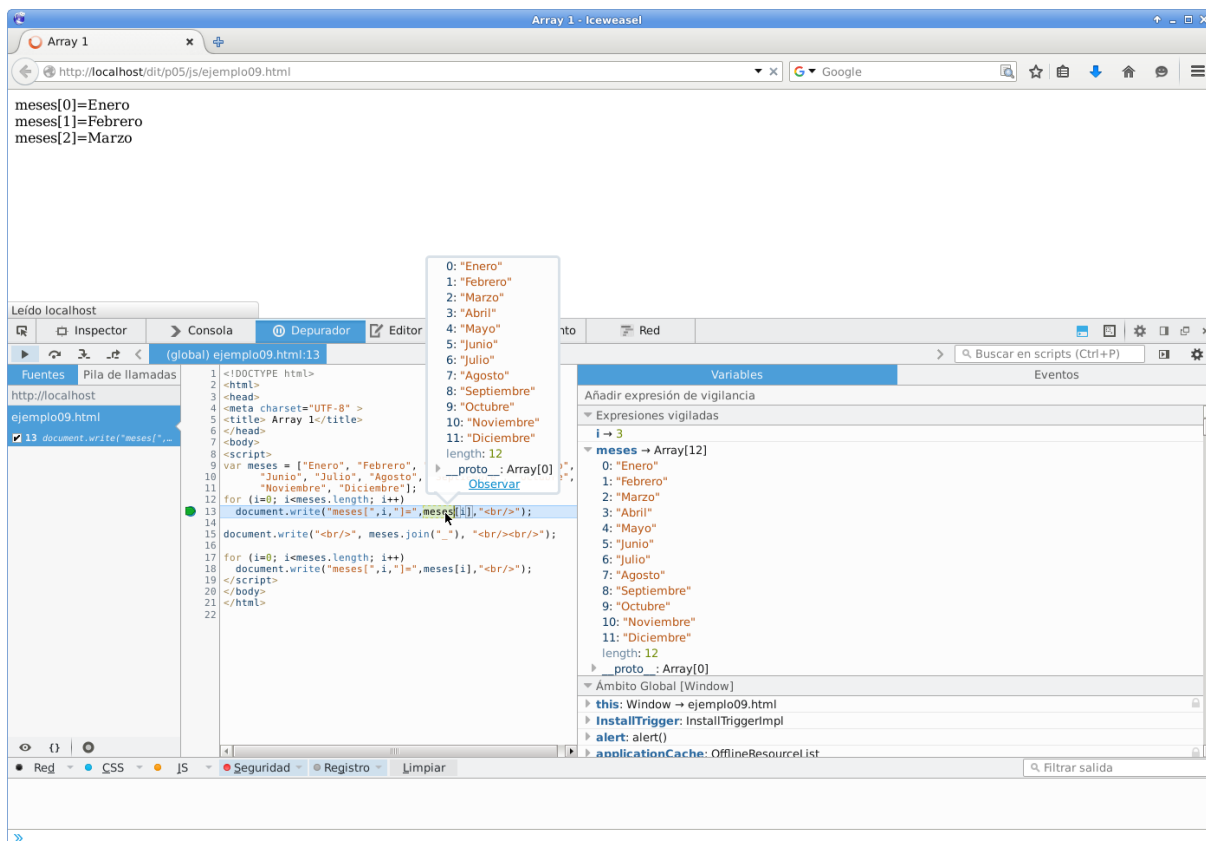 Array 1 - Iceweasel
Array 1
http://localhost/dit/p05/js/ejemplo09.html
Google
meses[0]=Enero
meses[1]=Febrero
meses[2]=Marzo
Leído localhost
Inspector
Consola
Depurador
Editor
nto
Red
(global) ejemplo09.html:13
Buscar en scripts (Ctrl+P)
Fuentes
Pila de llamadas
http://localhost
ejemplo09.html
13 document.write("meses[",…
1 <!DOCTYPE html>
2 <html>
3 <head>
4 <meta charset="UTF-8" >
5 <title> Array 1</title>
6 </head>
7 <body>
8 <script>
9 var meses = ["Enero", "Febrero", o",
10 "Junio", "Julio", "Agosto", e",
11 "Noviembre", "Diciembre"];
12 for (i=0; i<meses.length; i++)
13 document.write("meses[",i,"]=",meses[i],"<br/>");
14
15 document.write("<br/>", meses.join("_"), "<br/><br/>");
16
17 for (i=0; i<meses.length; i++)
18 document.write("meses[",i,"]=",meses[i],"<br/>");
19 </script>
20 </body>
21 </html>
22
0: "Enero"
1: "Febrero"
2: "Marzo"
3: "Abril"
4: "Mayo"
5: "Junio"
6: "Julio"
7: "Agosto"
8: "Septiembre"
9: "Octubre"
10: "Noviembre"
11: "Diciembre"
length: 12
__proto__: Array[0]
Observar
Variables
Eventos
Añadir expresión de vigilancia
Expresiones vigiladas
i → 3
meses → Array[12]
0: "Enero"
1: "Febrero"
2: "Marzo"
3: "Abril"
4: "Mayo"
5: "Junio"
6: "Julio"
7: "Agosto"
8: "Septiembre"
9: "Octubre"
10: "Noviembre"
11: "Diciembre"
length: 12
__proto__: Array[0]
Ámbito Global [Window]
this: Window → ejemplo09.html
InstallTrigger: InstallTriggerImpl
alert: alert()
applicationCache: OfflineResourceList
Red
CSS
JS
Seguridad
Registro
Limpiar
Filtrar salida